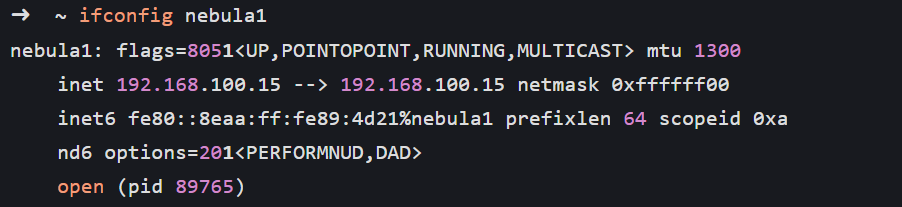 → ~ ifconfig nebula1
nebula1: flags=8051<UP,POINTOPOINT,RUNNING,MULTICAST> mtu 1300
inet 192.168.100.15 --> 192.168.100.15 netmask 0xffffff00
inet6 fe80::8eaa:ff:fe89:4d21%nebula1 prefixlen 64 scopeid 0xa
nd6 options=201<PERFORMNUD,DAD>
open (pid 89765)